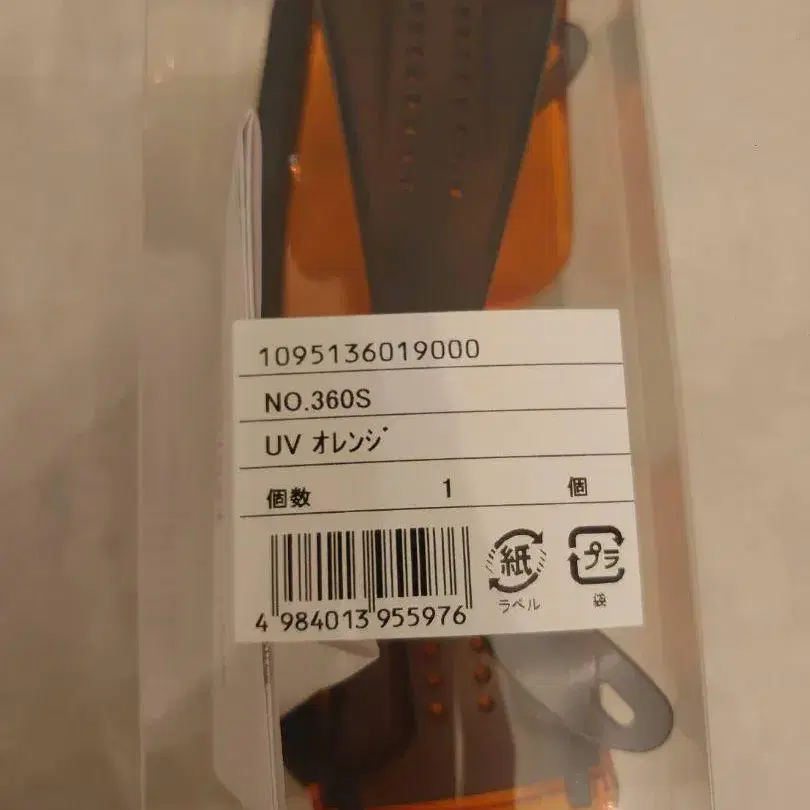 1095136019000
NO.360S
UV オレンジ
個数 1 個
4 984013 955976
紙
ラベル
プラ
袋